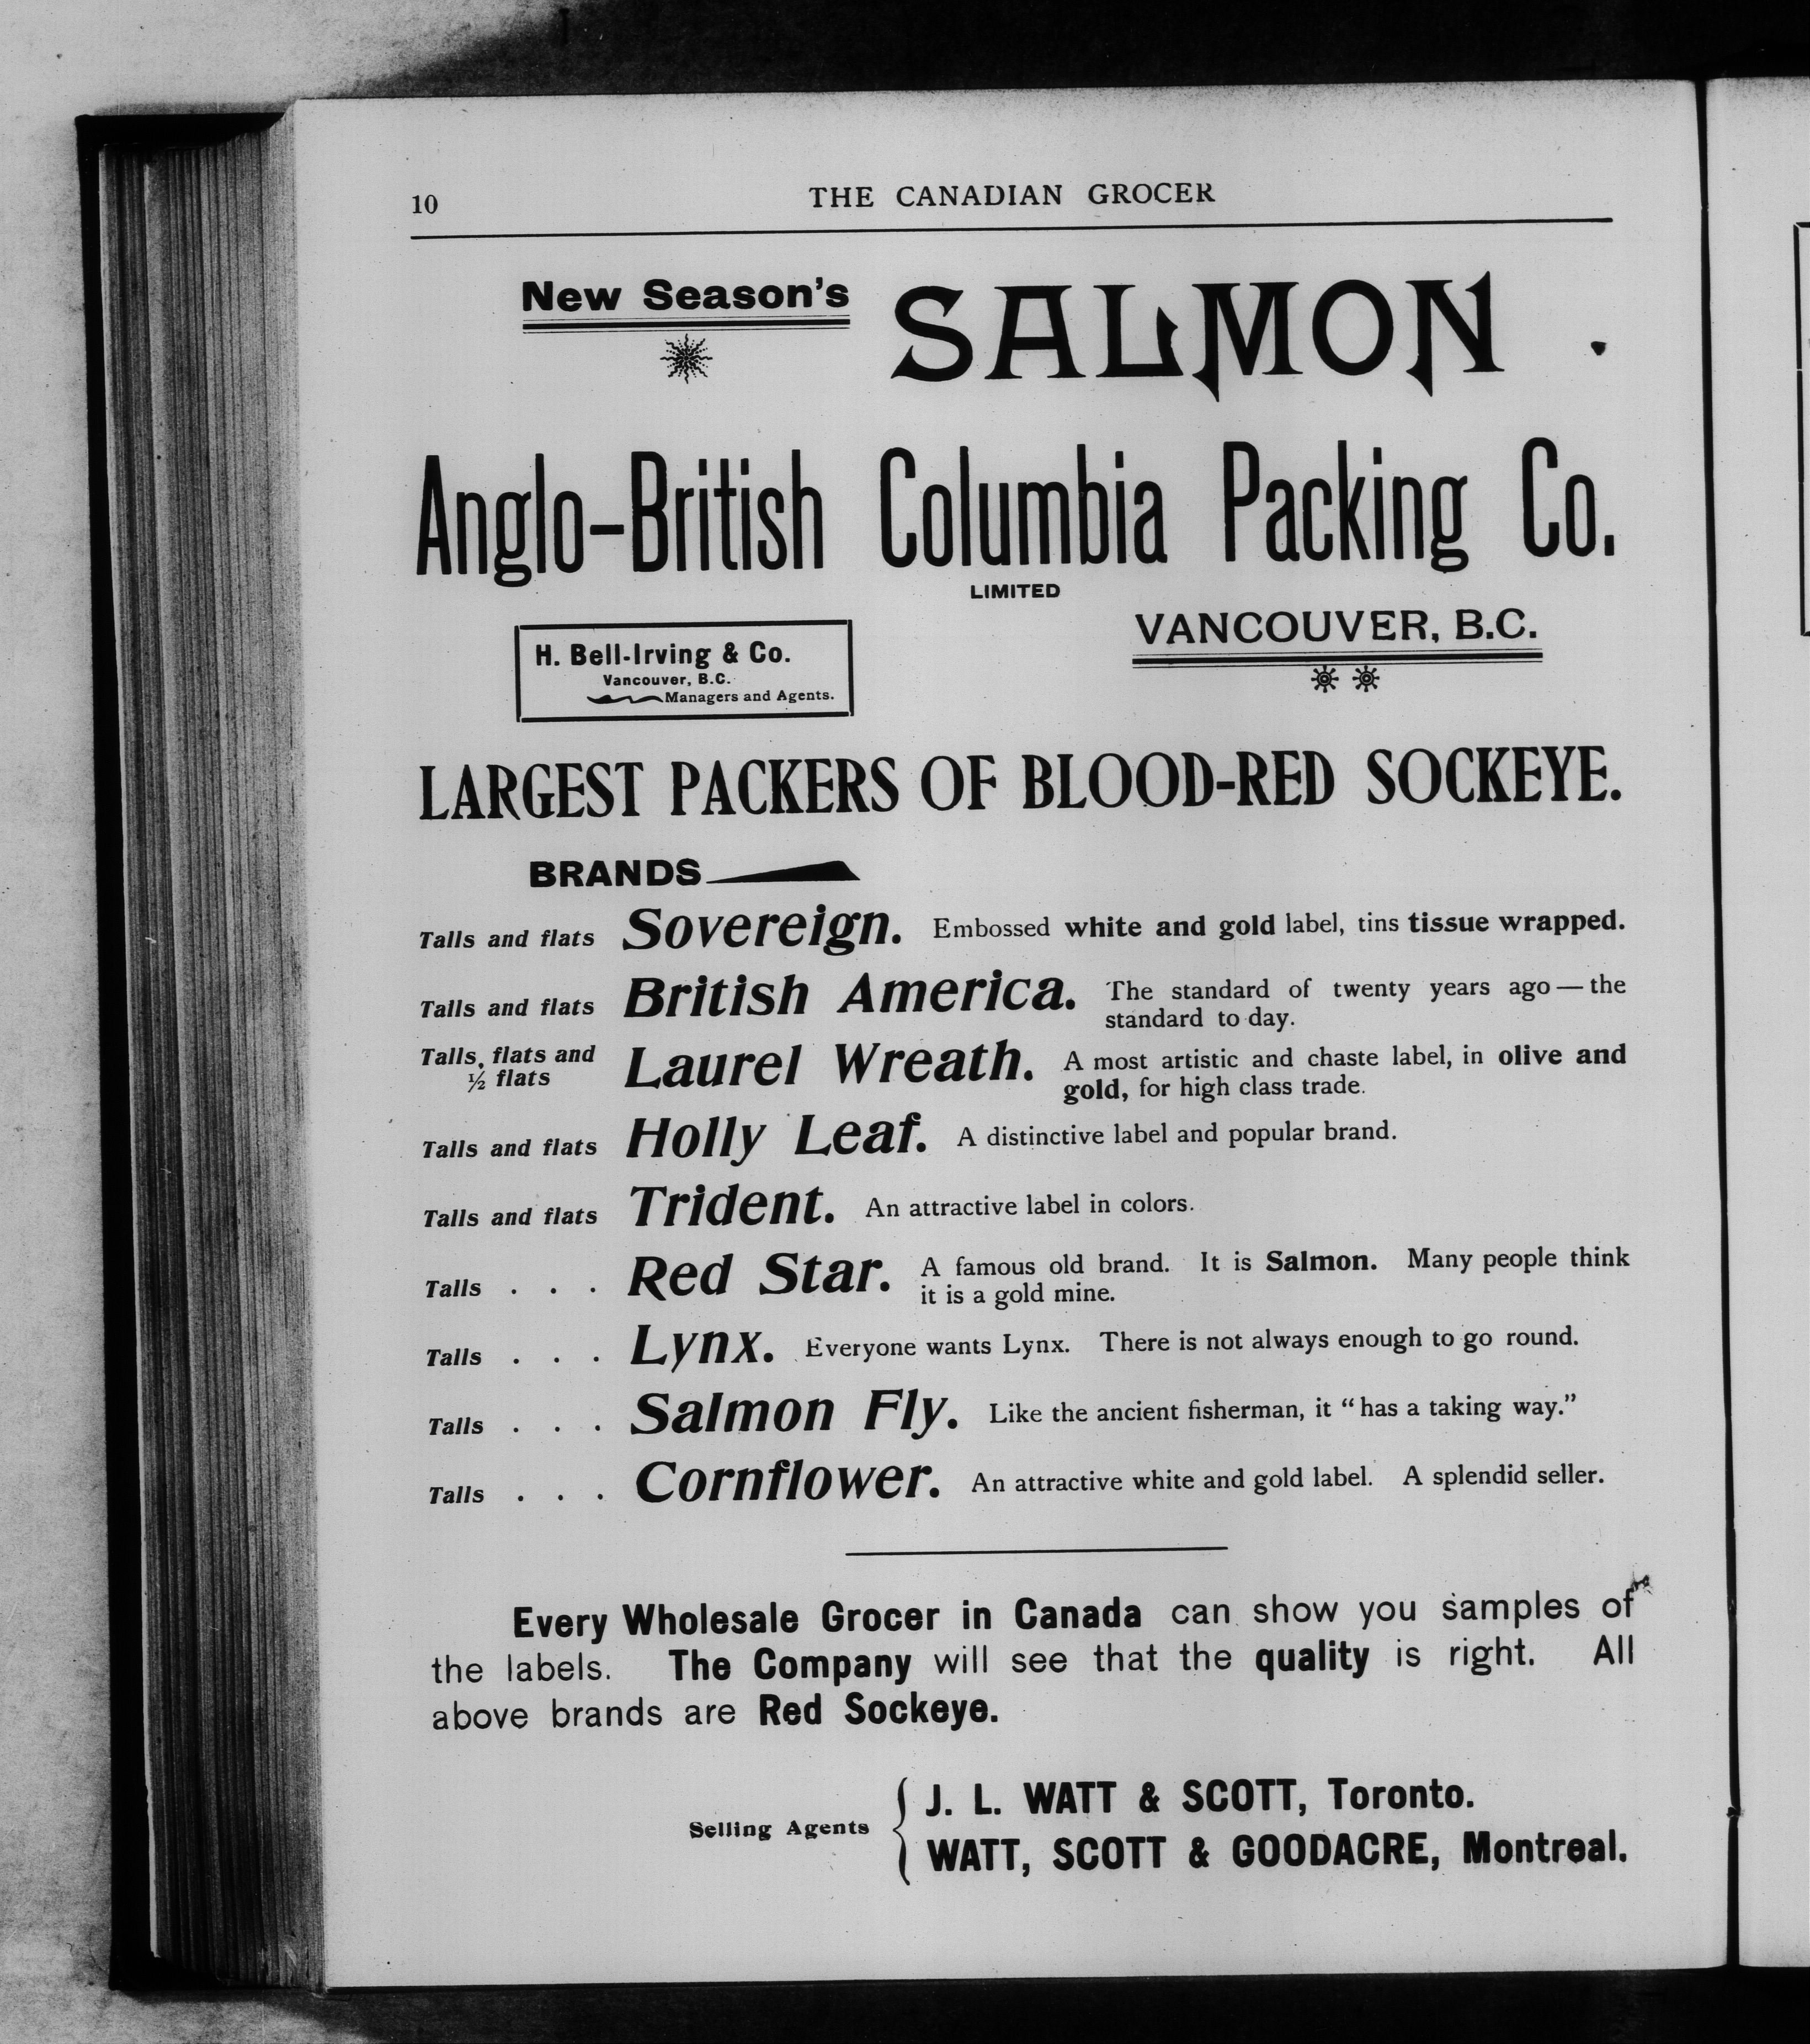 10
THE CANADIAN GROCER
New Season's
SALMON
Anglo-British Columbia Packing Co.
LIMITED
VANCOUVER, B.C.
H. Bell-Irving & Co.
Vancouver, B.C.
Managers and Agents.
LARGEST PACKERS OF BLOOD-RED SOCKEYE.
BRANDS
Talls and flats Sovereign. Embossed white and gold label, tins tissue wrapped.
Talls and flats British America. The standard of twenty years ago — the
standard to day.
Talls, flats and
½ flats
Laurel Wreath. A most artistic and chaste label, in olive and
gold, for high class trade.
Talls and flats Holly Leaf. A distinctive label and popular brand.
Talls and flats Trident. An attractive label in colors.
Talls . . . Red Star. A famous old brand. It is Salmon. Many people think
it is a gold mine.
Talls . . . Lynx. Everyone wants Lynx. There is not always enough to go round.
Talls . . . Salmon Fly. Like the ancient fisherman, it “has a taking way.”
Talls . . . Cornflower. An attractive white and gold label. A splendid seller.
Every Wholesale Grocer in Canada can show you samples of
the labels. The Company will see that the quality is right. All
above brands are Red Sockeye.
Selling Agents
J. L. WATT & SCOTT, Toronto.
WATT, SCOTT & GOODACRE, Montreal.